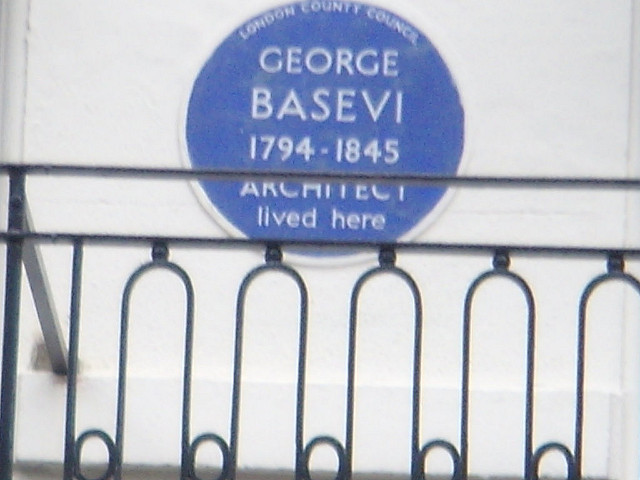 LONDON COUNTY COUNCIL
GEORGE
BASEVI
1794-1845
ARCHITECT
lived here